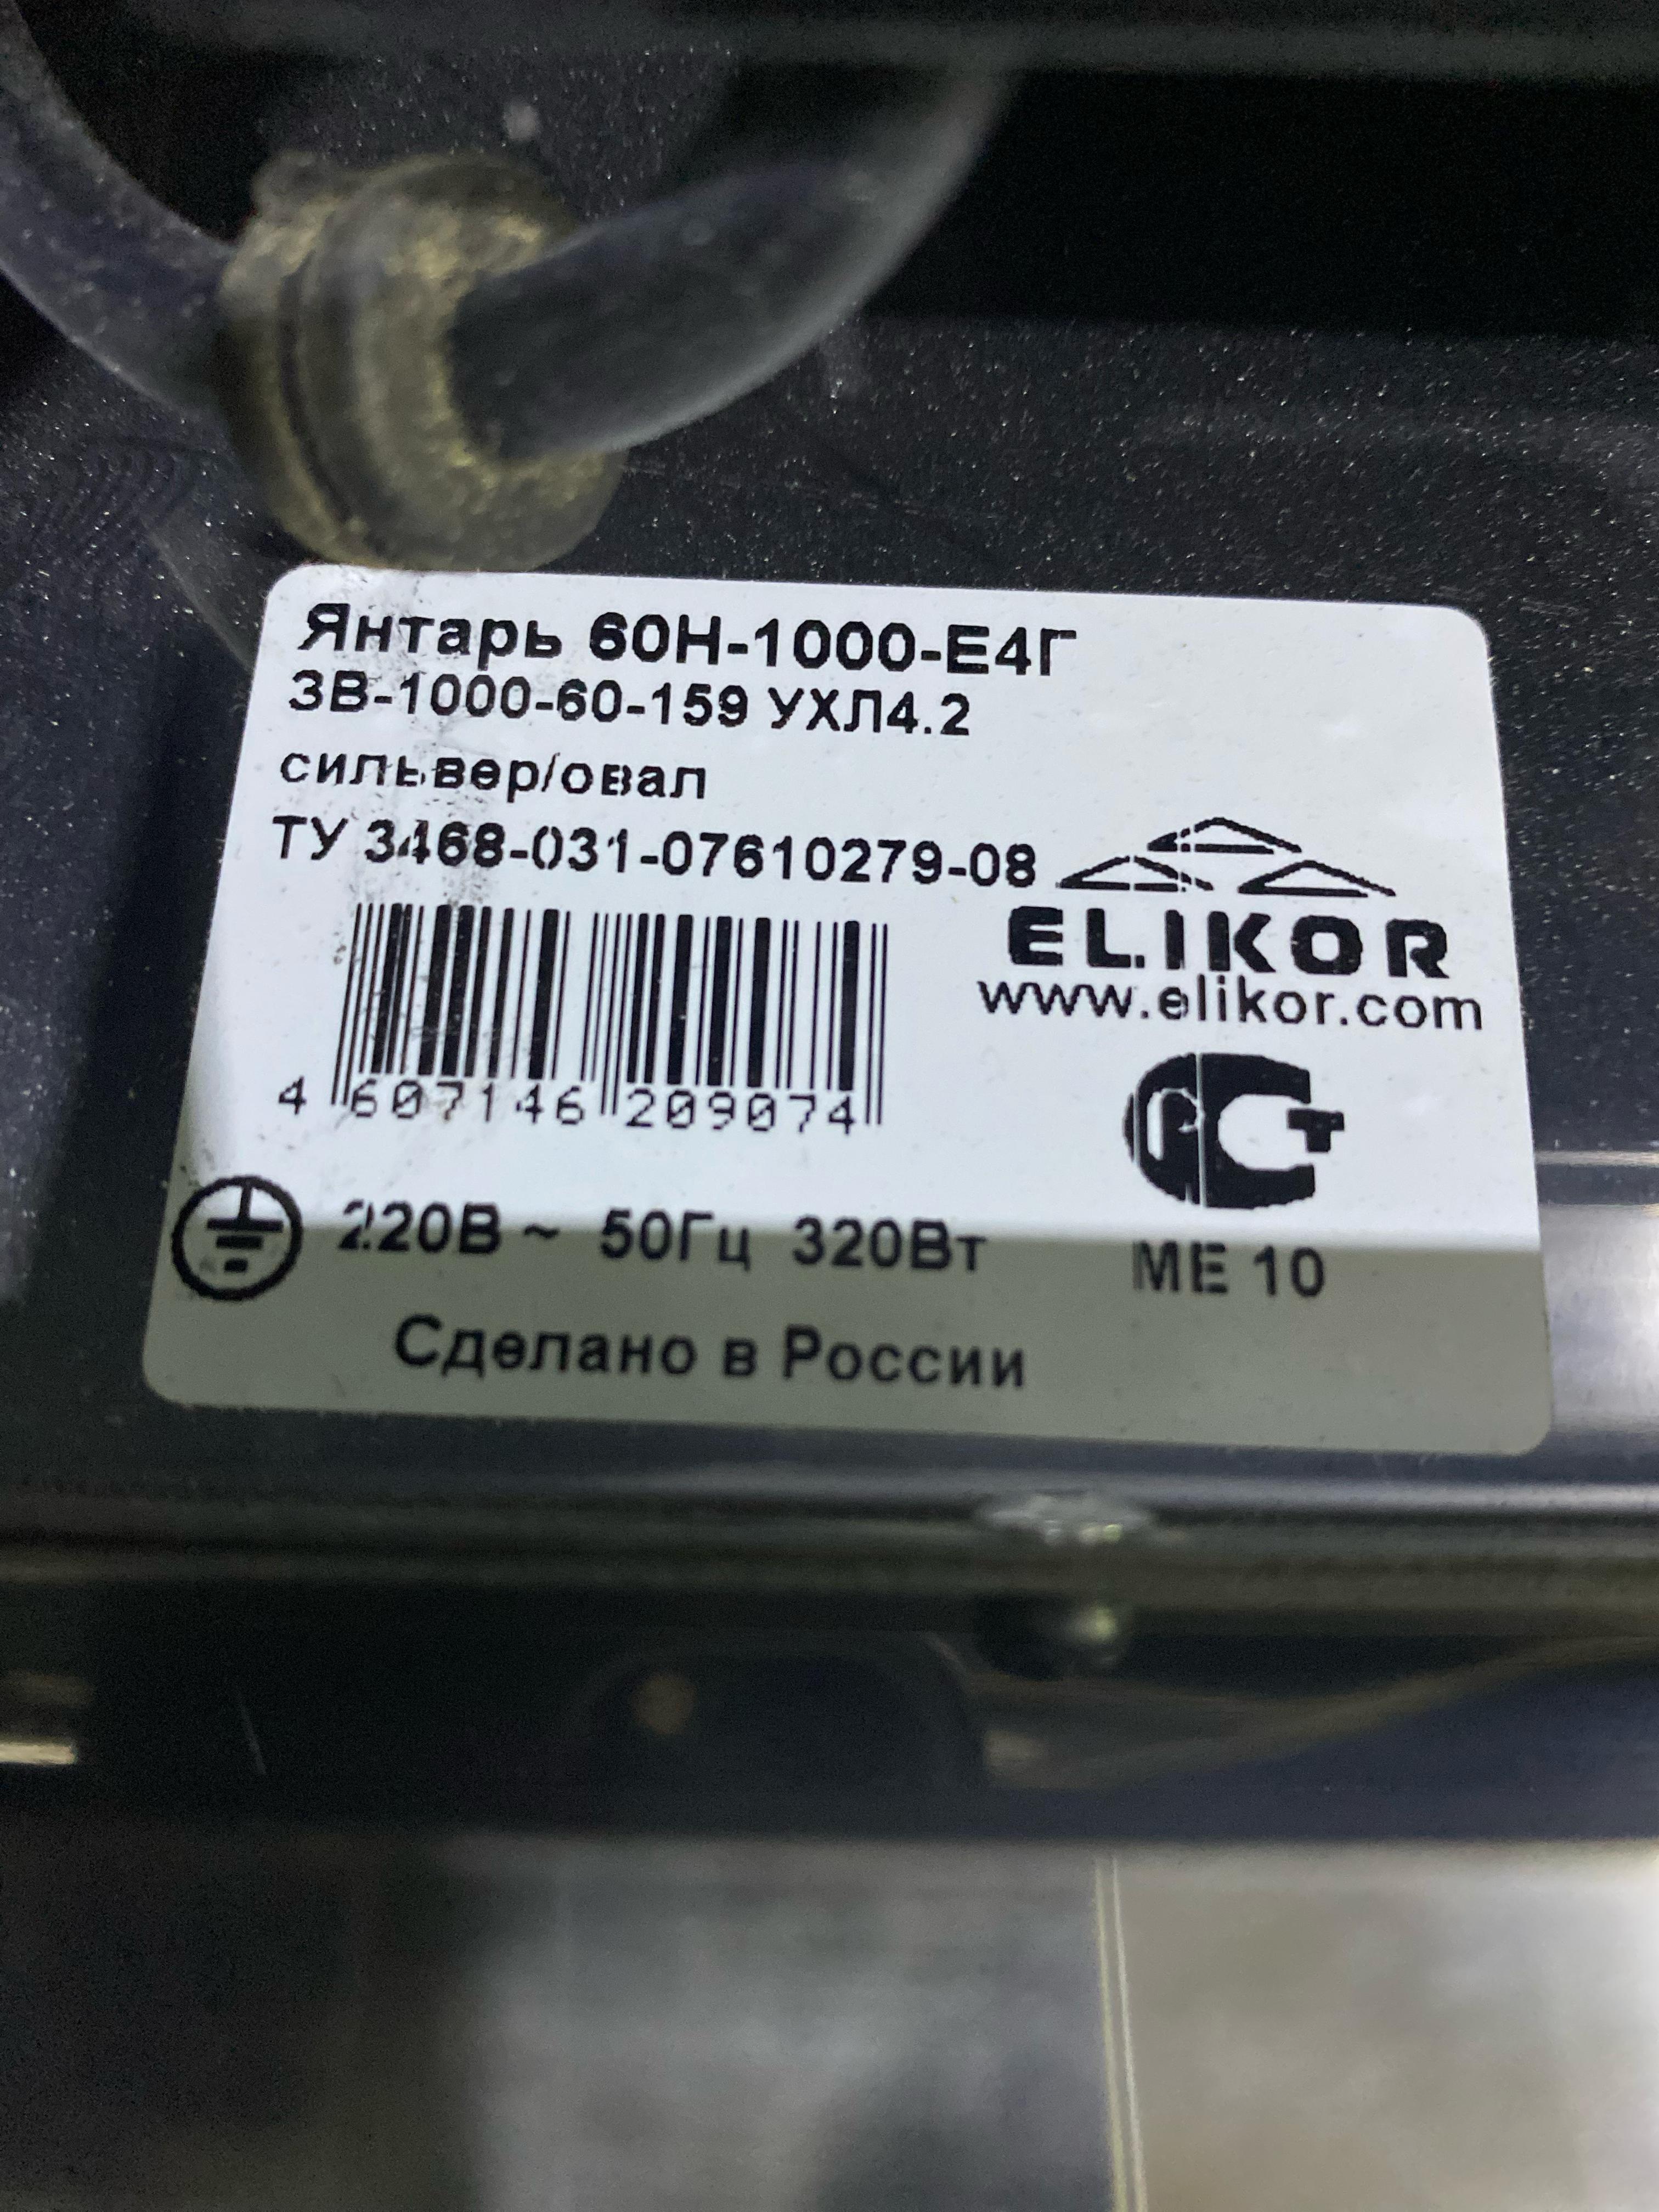 Янтарь 60Н-1000-Е4Г
ЗВ-1000-60-159 УХЛ4.2
сильвер/овал
ТУ 3468-031-07610279-08
ELIKOR
www.elikor.com
4 607146 209074
220В ~ 50Гц 320Вт
МЕ 10
Сделано в России